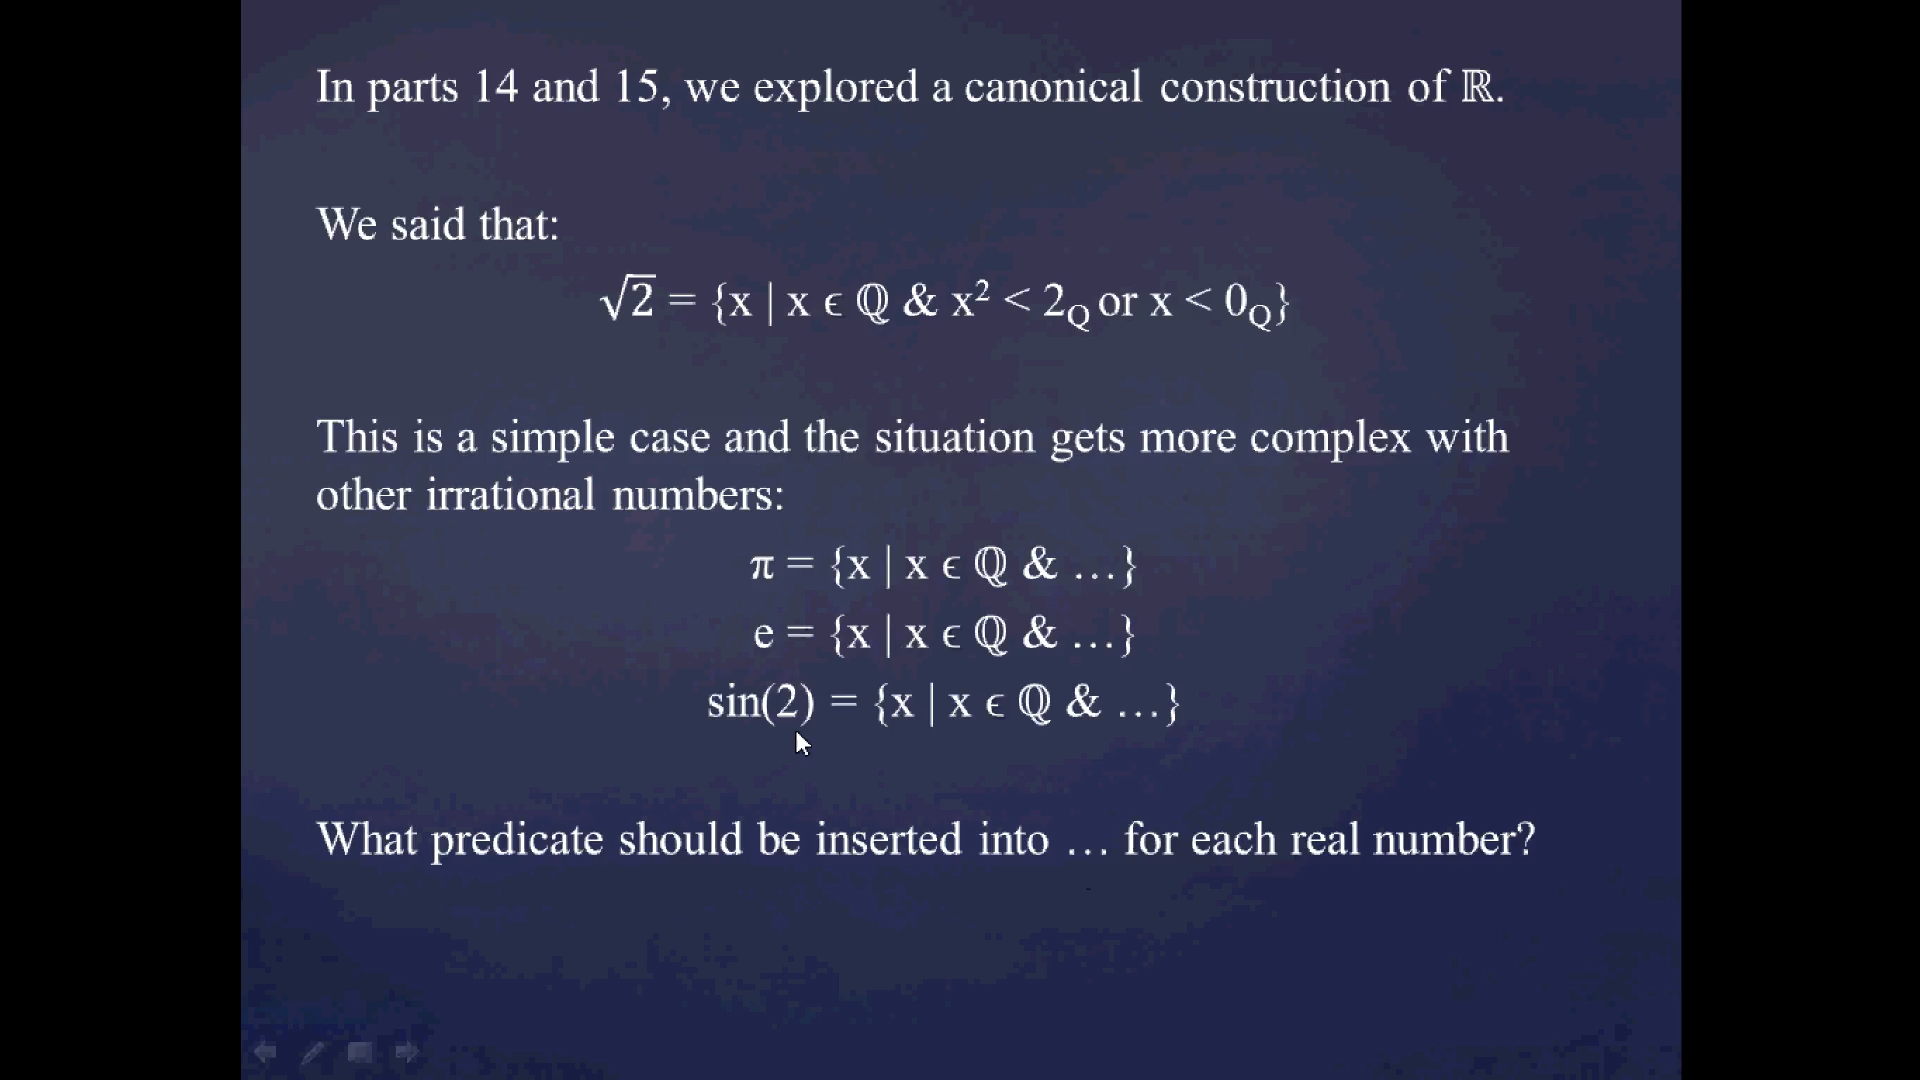 In parts 14 and 15, we explored a canonical construction of ℝ.
We said that:
√2 = {x | x ϵ ℚ & x² < 2_Q or x < 0_Q}
This is a simple case and the situation gets more complex with
other irrational numbers:
π = {x | x ϵ ℚ & …}
e = {x | x ϵ ℚ & …}
sin(2) = {x | x ϵ ℚ & …}
What predicate should be inserted into … for each real number?